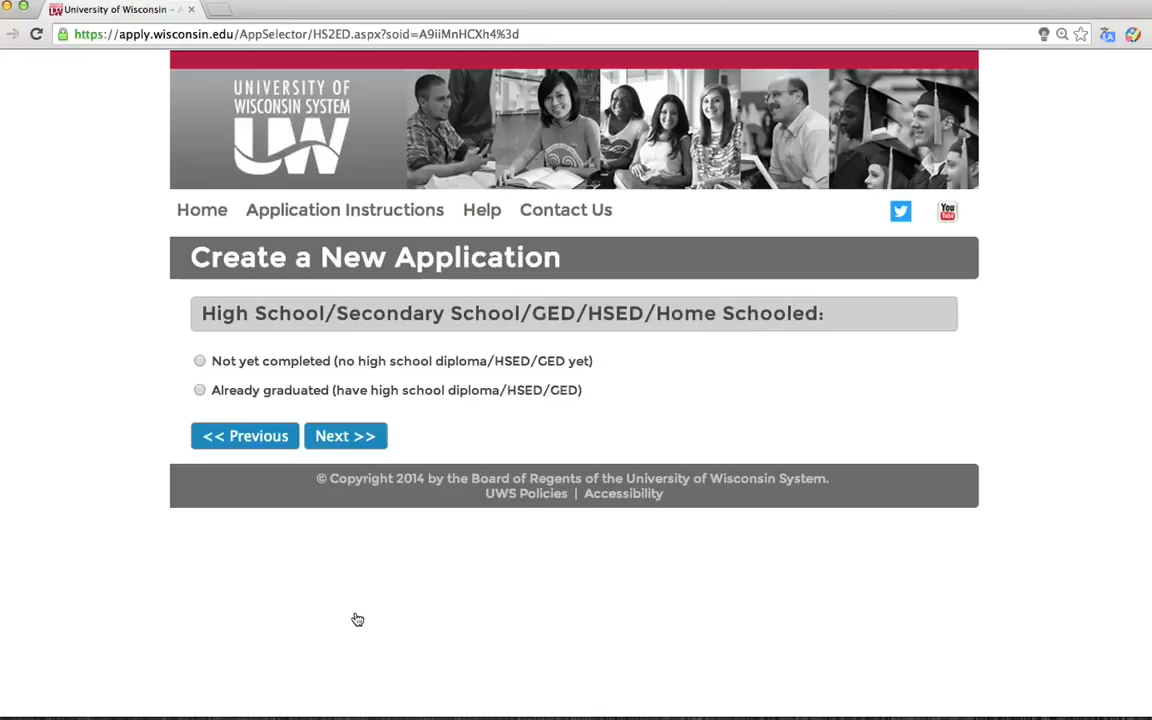 University of Wisconsin - A
https://apply.wisconsin.edu/AppSelector/HS2ED.aspx?soid=A9iiMnHCXh4%3d
UNIVERSITY OF
WISCONSIN SYSTEM
UW
Home Application Instructions Help Contact Us
You
Tube
Create a New Application
High School/Secondary School/GED/HSED/Home Schooled:
Not yet completed (no high school diploma/HSED/GED yet)
Already graduated (have high school diploma/HSED/GED)
<< Previous Next >>
© Copyright 2014 by the Board of Regents of the University of Wisconsin System.
UWS Policies | Accessibility